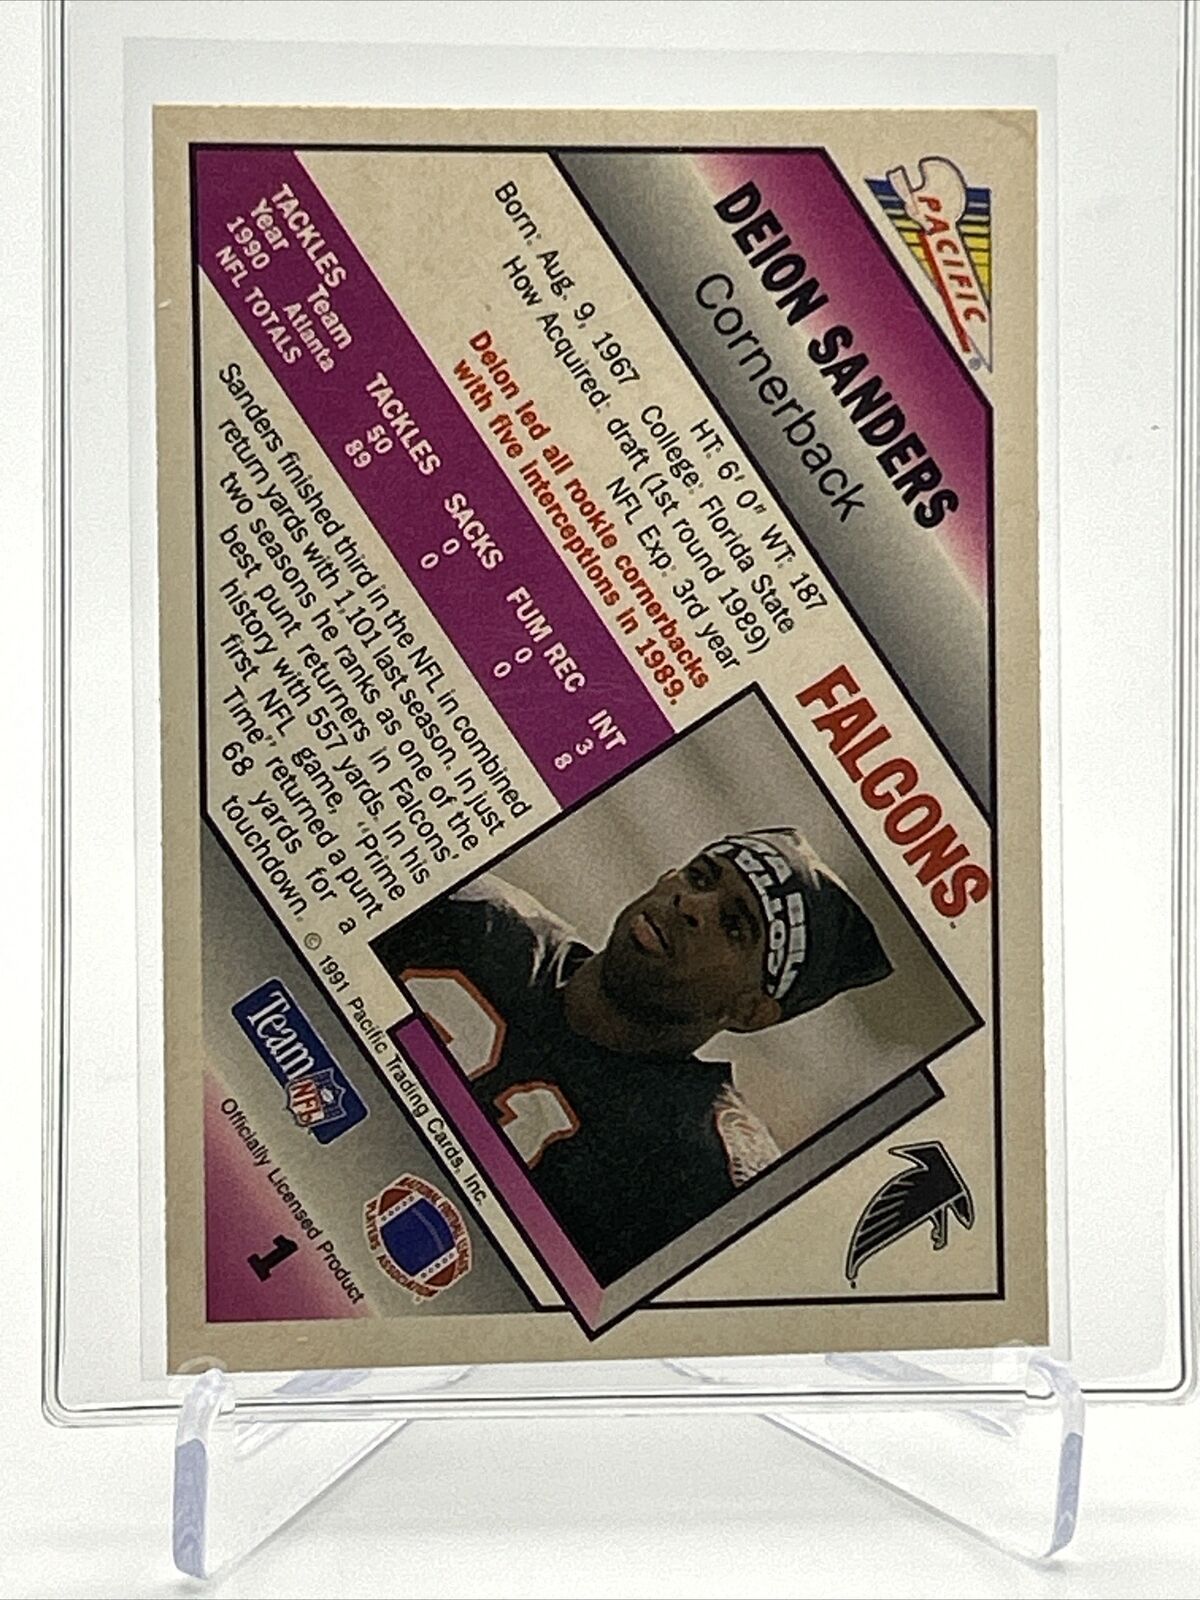 PACIFIC®
DEION SANDERS
Cornerback
FALCONS™
HT: 6' 0" WT: 187
Born: Aug. 9, 1967 College: Florida State
How Acquired: draft (1st round 1989)
NFL Exp: 3rd year
Deion led all rookie cornerbacks
with five interceptions in 1989.
TACKLES
Year Team TACKLES SACKS FUM REC INT
1990 Atlanta 50 0 0 3
NFL TOTALS 89 0 0 8
Sanders finished third in the NFL in combined
return yards with 1,101 last season. In just
two seasons he ranks as one of the
best punt returners in Falcons'
history with 557 yards. In his
first NFL game, "Prime
Time" returned a punt
68 yards for a
touchdown.
© 1991 Pacific Trading Cards, Inc.
Team NFL
NATIONAL FOOTBALL LEAGUE
PLAYERS ASSOCIATION
Officially Licensed Product
1